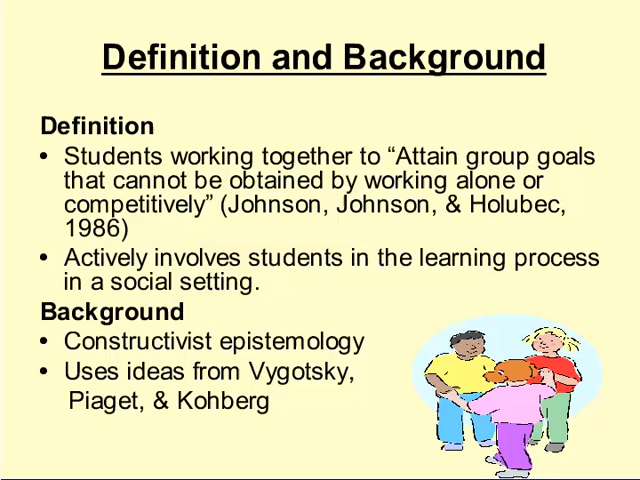 Definition and Background
Definition
• Students working together to “Attain group goals
that cannot be obtained by working alone or
competitively” (Johnson, Johnson, & Holubec,
1986)
• Actively involves students in the learning process
in a social setting.
Background
• Constructivist epistemology
• Uses ideas from Vygotsky,
Piaget, & Kohberg